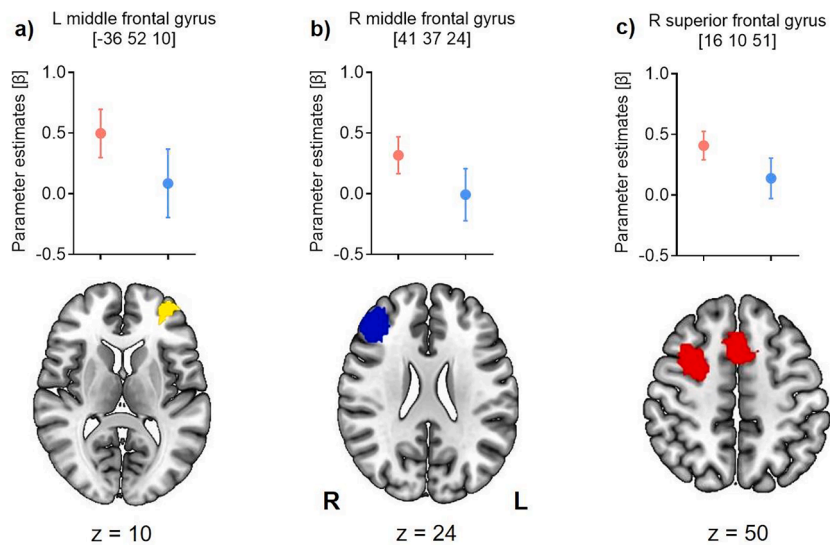 a)
L middle frontal gyrus
[-36 52 10]
Parameter estimates [β]
1.0
0.5
0.0
-0.5
z = 10
b)
R middle frontal gyrus
[41 37 24]
Parameter estimates [β]
1.0
0.5
0.0
-0.5
R
L
z = 24
c)
R superior frontal gyrus
[16 10 51]
Parameter estimates [β]
1.0
0.5
0.0
-0.5
z = 50